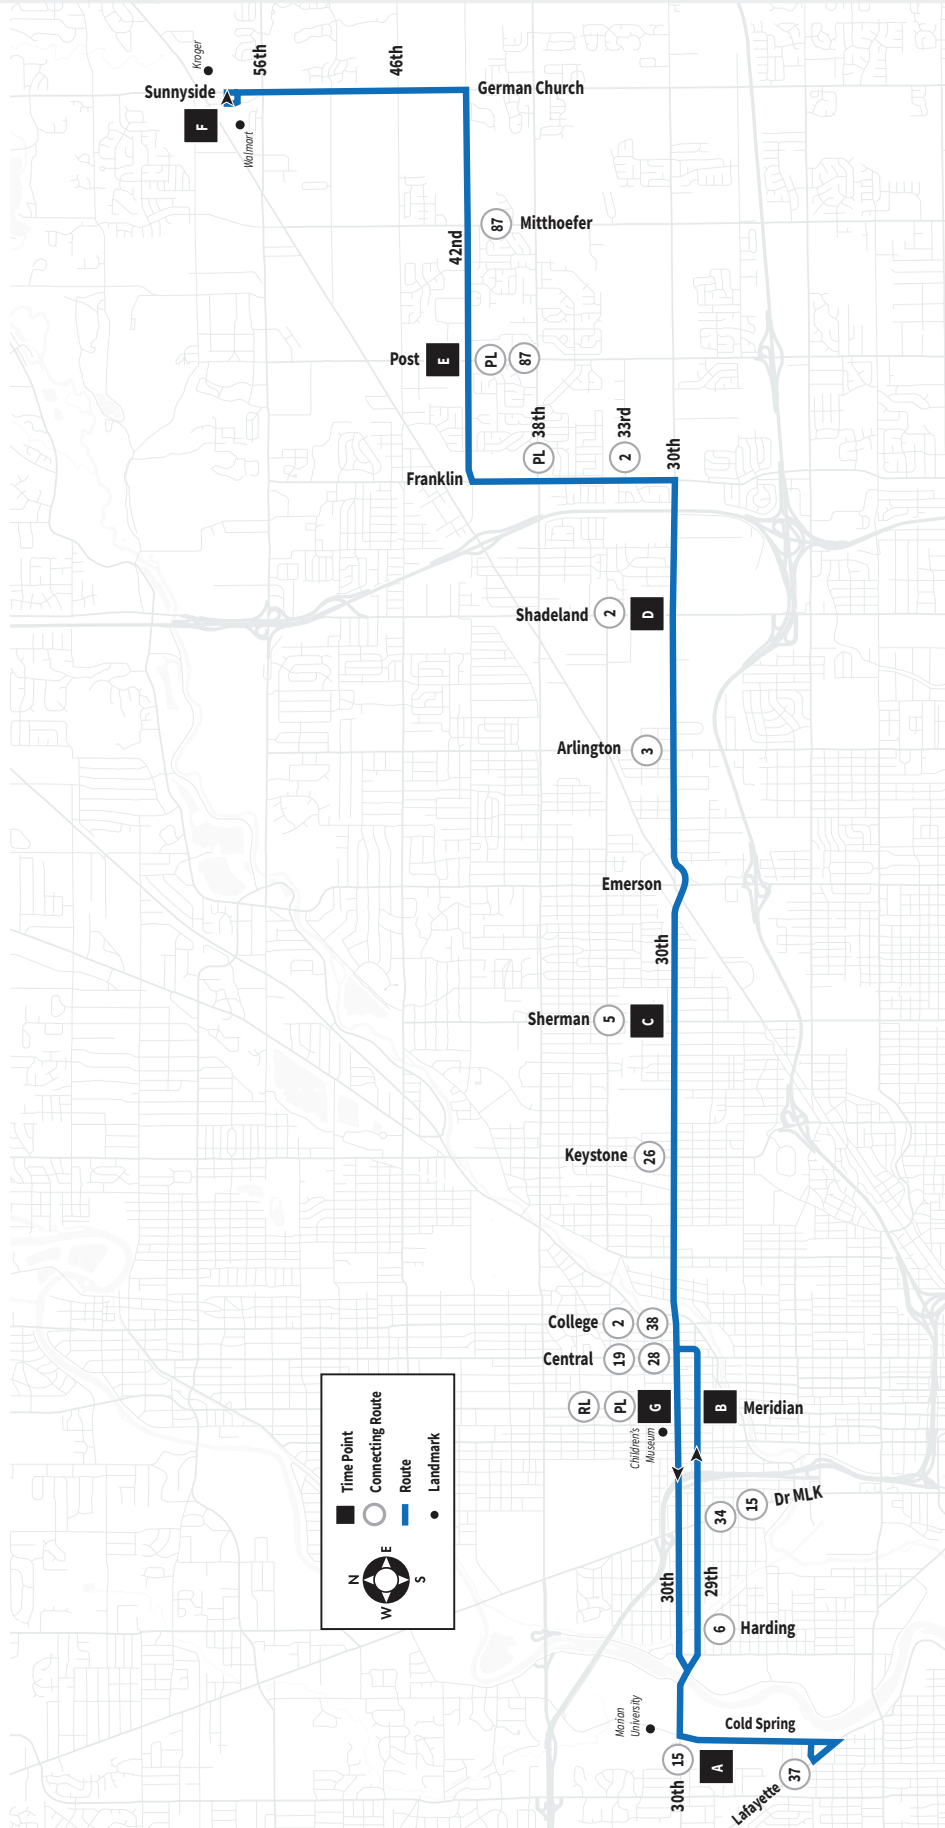 Kroger
56th
46th
Sunnyside
German Church
F
Walmart
87
Mitthoefer
42nd
Post
E
PL
87
38th
33rd
PL
2
30th
Franklin
Shadeland
2
D
Arlington
3
Emerson
30th
Sherman
5
C
Keystone
26
College
2
38
Central
19
28
RL
PL
G
B
Meridian
Children's
Museum
Time Point
Connecting Route
Route
Landmark
N
E
S
W
34
15
Dr MLK
30th
29th
6
Harding
Marian
University
Cold Spring
15
A
30th
37
Lafayette